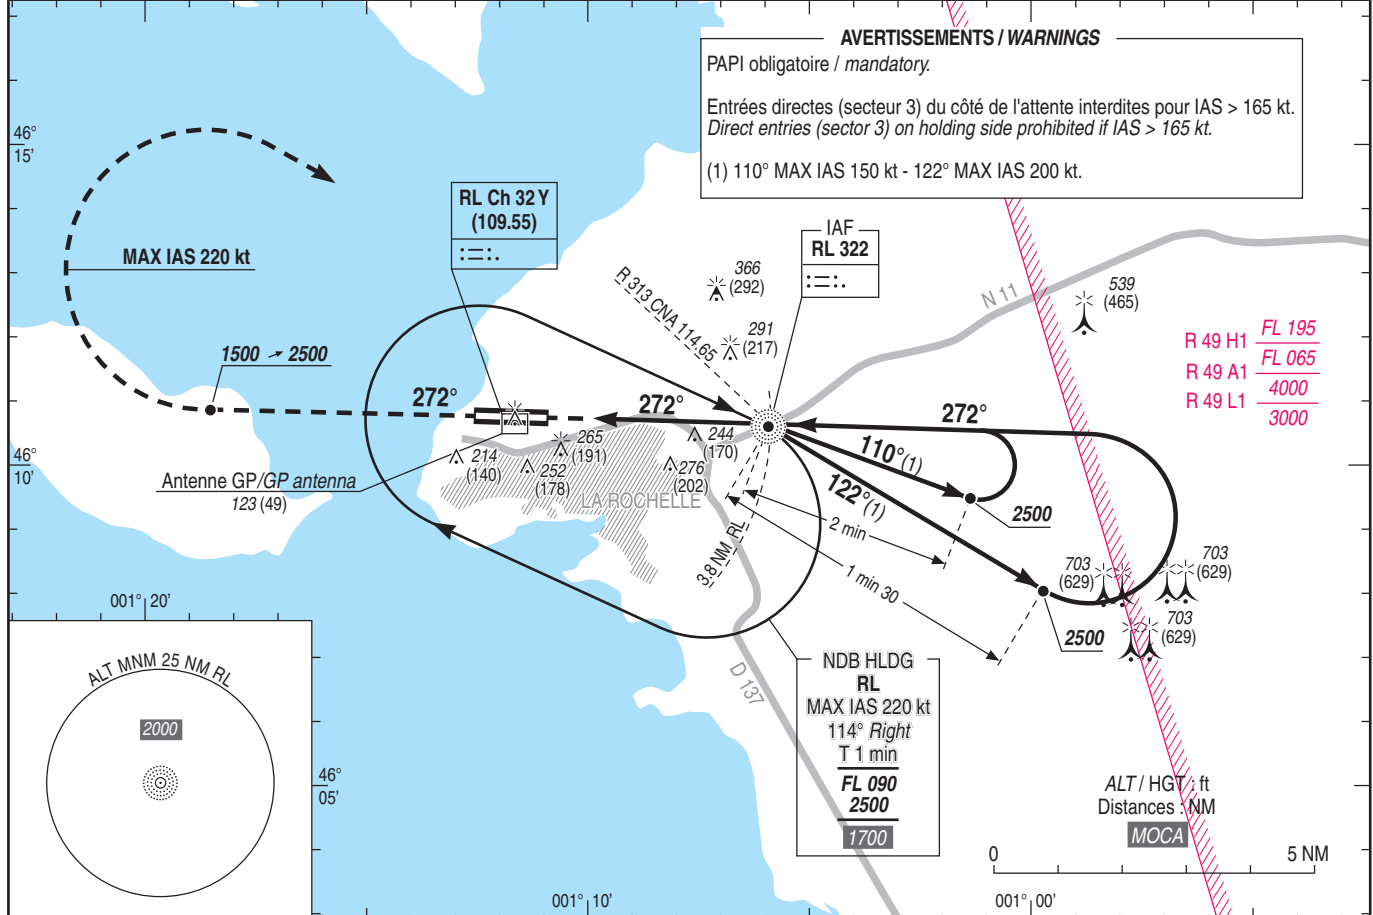 AVERTISSEMENTS / WARNINGS
PAPI obligatoire / mandatory.
Entrées directes (secteur 3) du côté de l'attente interdites pour IAS > 165 kt.
Direct entries (sector 3) on holding side prohibited if IAS > 165 kt.
(1) 110° MAX IAS 150 kt - 122° MAX IAS 200 kt.
46°
15'
RL Ch 32 Y
(109.55)
IAF
RL 322
MAX IAS 220 kt
366
(292)
R 313 CNA 114.65
291
(217)
N 11
539
(465)
R 49 H1 FL 195
FL 065
R 49 A1
4000
R 49 L1
3000
1500 → 2500
272°
272°
272°
110°(1)
122°(1)
265
(191)
244
(170)
214
(140)
252
(178)
276
(202)
46°
10'
Antenne GP/GP antenna
123 (49)
LA ROCHELLE
2500
2 min
1 min 30
3.8 NM RL
703
(629)
703
(629)
703
(629)
2500
001° 20'
ALT MNM 25 NM RL
2000
NDB HLDG
RL
MAX IAS 220 kt
114° Right
T 1 min
FL 090
2500
1700
D 137
46°
05'
ALT / HGT : ft
Distances : NM
MOCA
0
5 NM
001° 10'
001° 00'